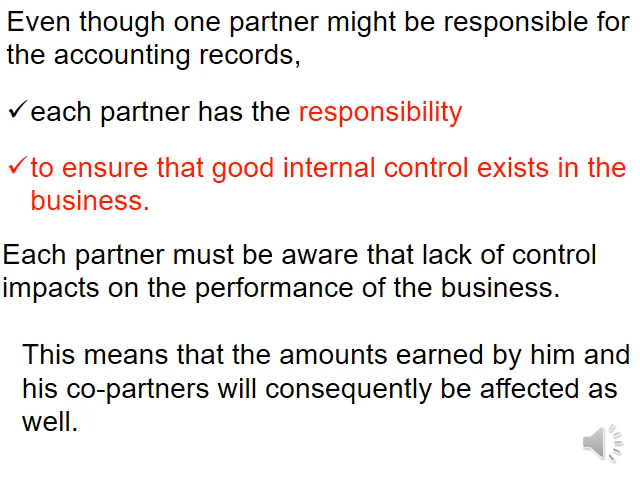 Even though one partner might be responsible for
the accounting records,
✓each partner has the responsibility
✓to ensure that good internal control exists in the
business.
Each partner must be aware that lack of control
impacts on the performance of the business.
This means that the amounts earned by him and
his co-partners will consequently be affected as
well.